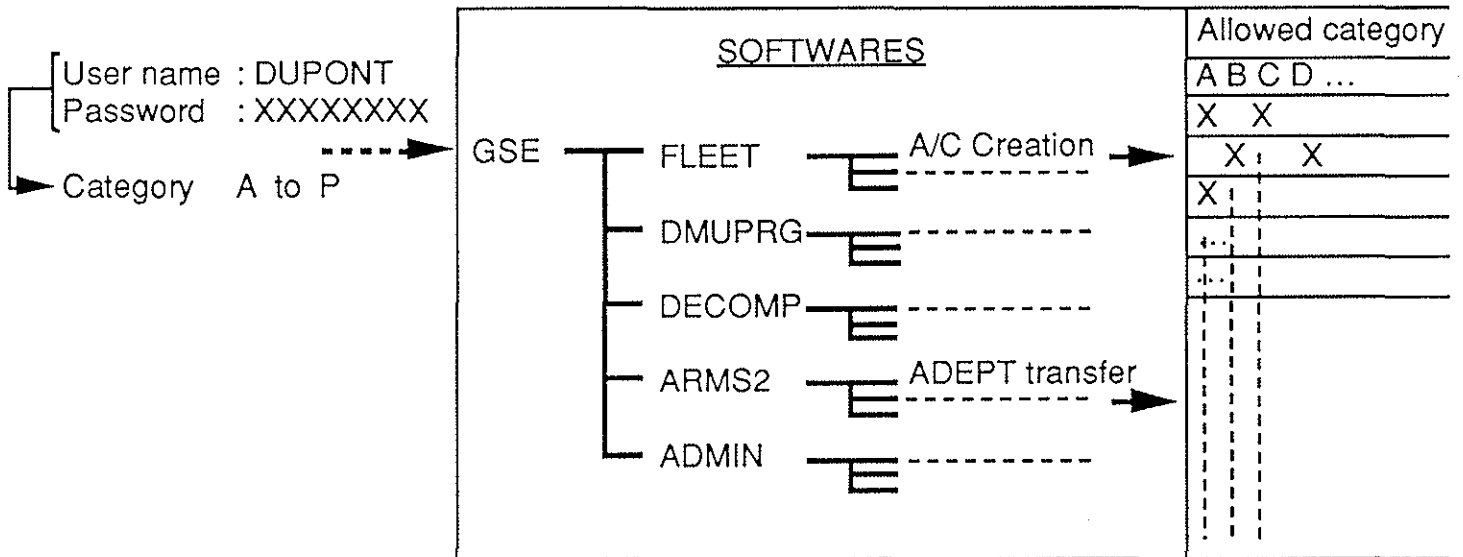 User name : DUPONT
Password : XXXXXXXX
Category A to P
SOFTWARES
GSE
FLEET
A/C Creation
DMUPRG
DECOMP
ARMS2
ADEPT transfer
ADMIN
Allowed category
A B C D ...
X X
X X
X
...
...